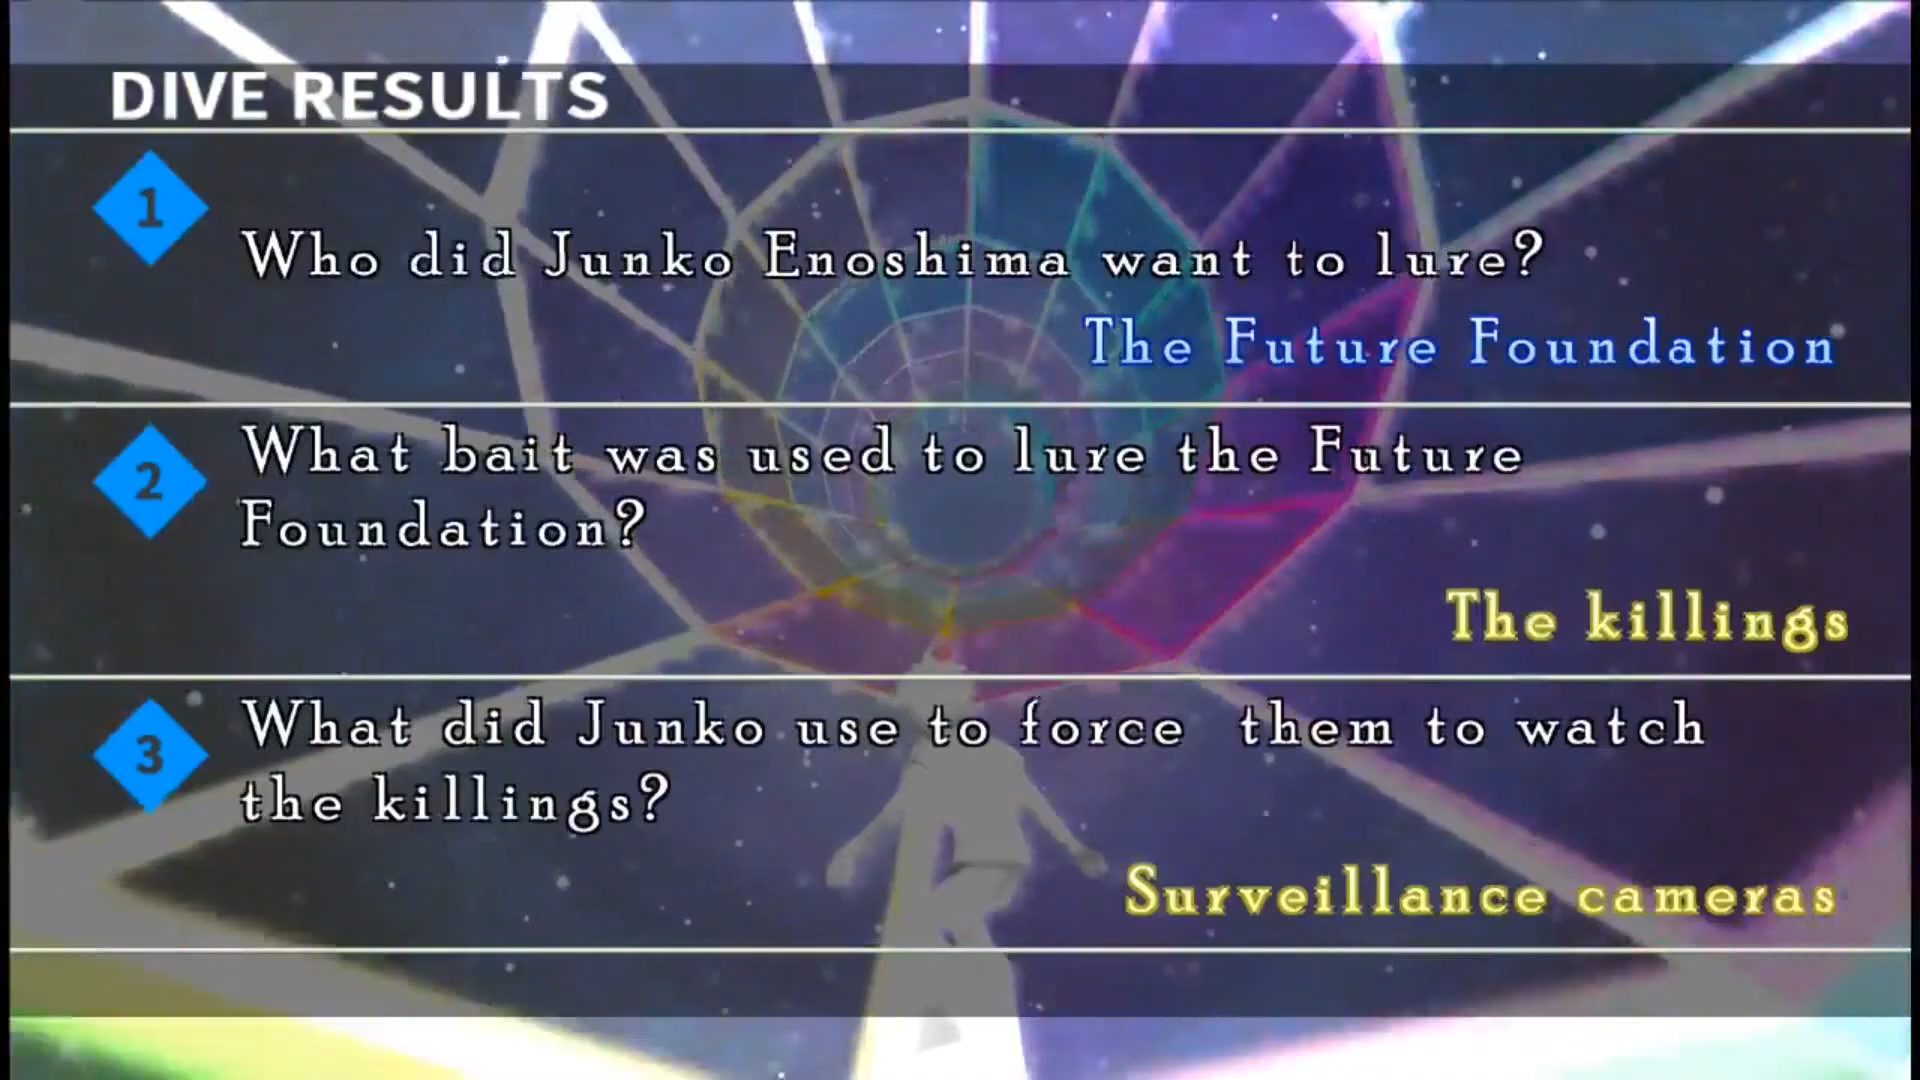 DIVE RESULTS
1
Who did Junko Enoshima want to lure?
The Future Foundation
2
What bait was used to lure the Future
Foundation?
The killings
3
What did Junko use to force them to watch
the killings?
Surveillance cameras